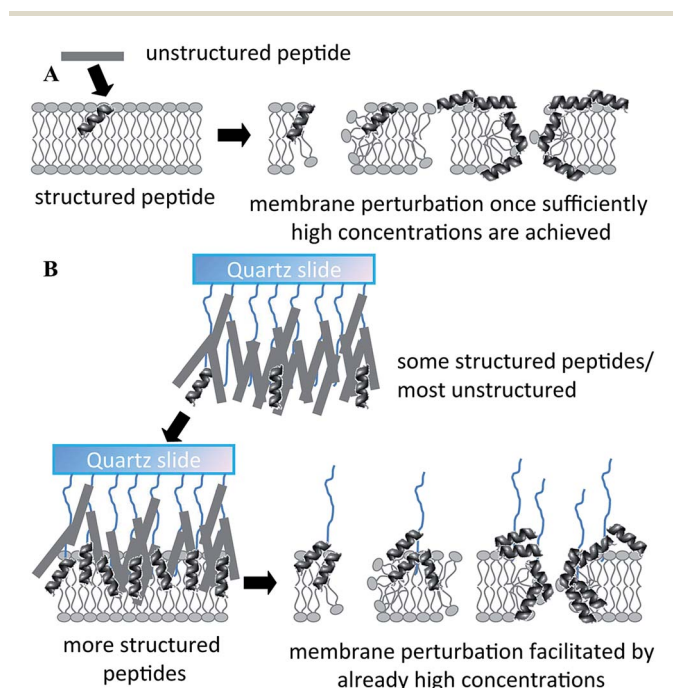 unstructured peptide
A
structured peptide
membrane perturbation once sufficiently
high concentrations are achieved
B
Quartz slide
some structured peptides/
most unstructured
Quartz slide
more structured
peptides
membrane perturbation facilitated by
already high concentrations